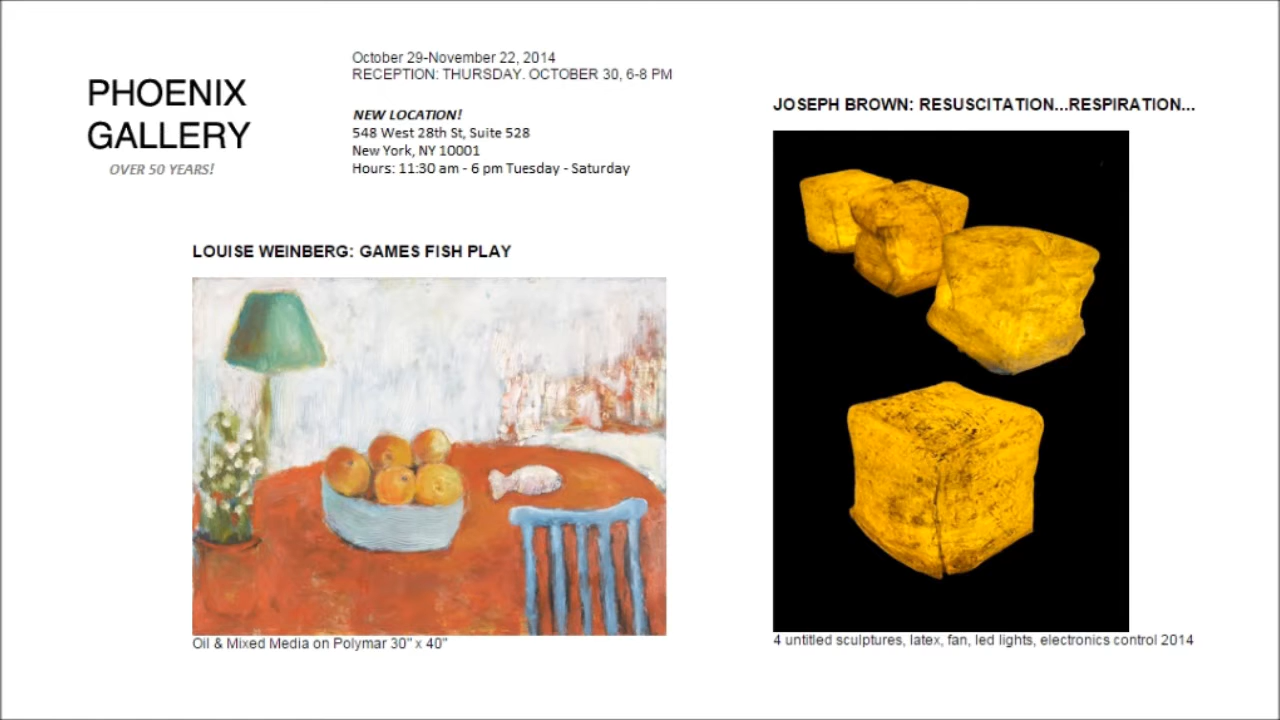 PHOENIX
GALLERY
OVER 50 YEARS!
October 29-November 22, 2014
RECEPTION: THURSDAY. OCTOBER 30, 6-8 PM
NEW LOCATION!
548 West 28th St, Suite 528
New York, NY 10001
Hours: 11:30 am - 6 pm Tuesday - Saturday
LOUISE WEINBERG: GAMES FISH PLAY
Oil & Mixed Media on Polymar 30" x 40"
JOSEPH BROWN: RESUSCITATION...RESPIRATION...
4 untitled sculptures, latex, fan, led lights, electronics control 2014